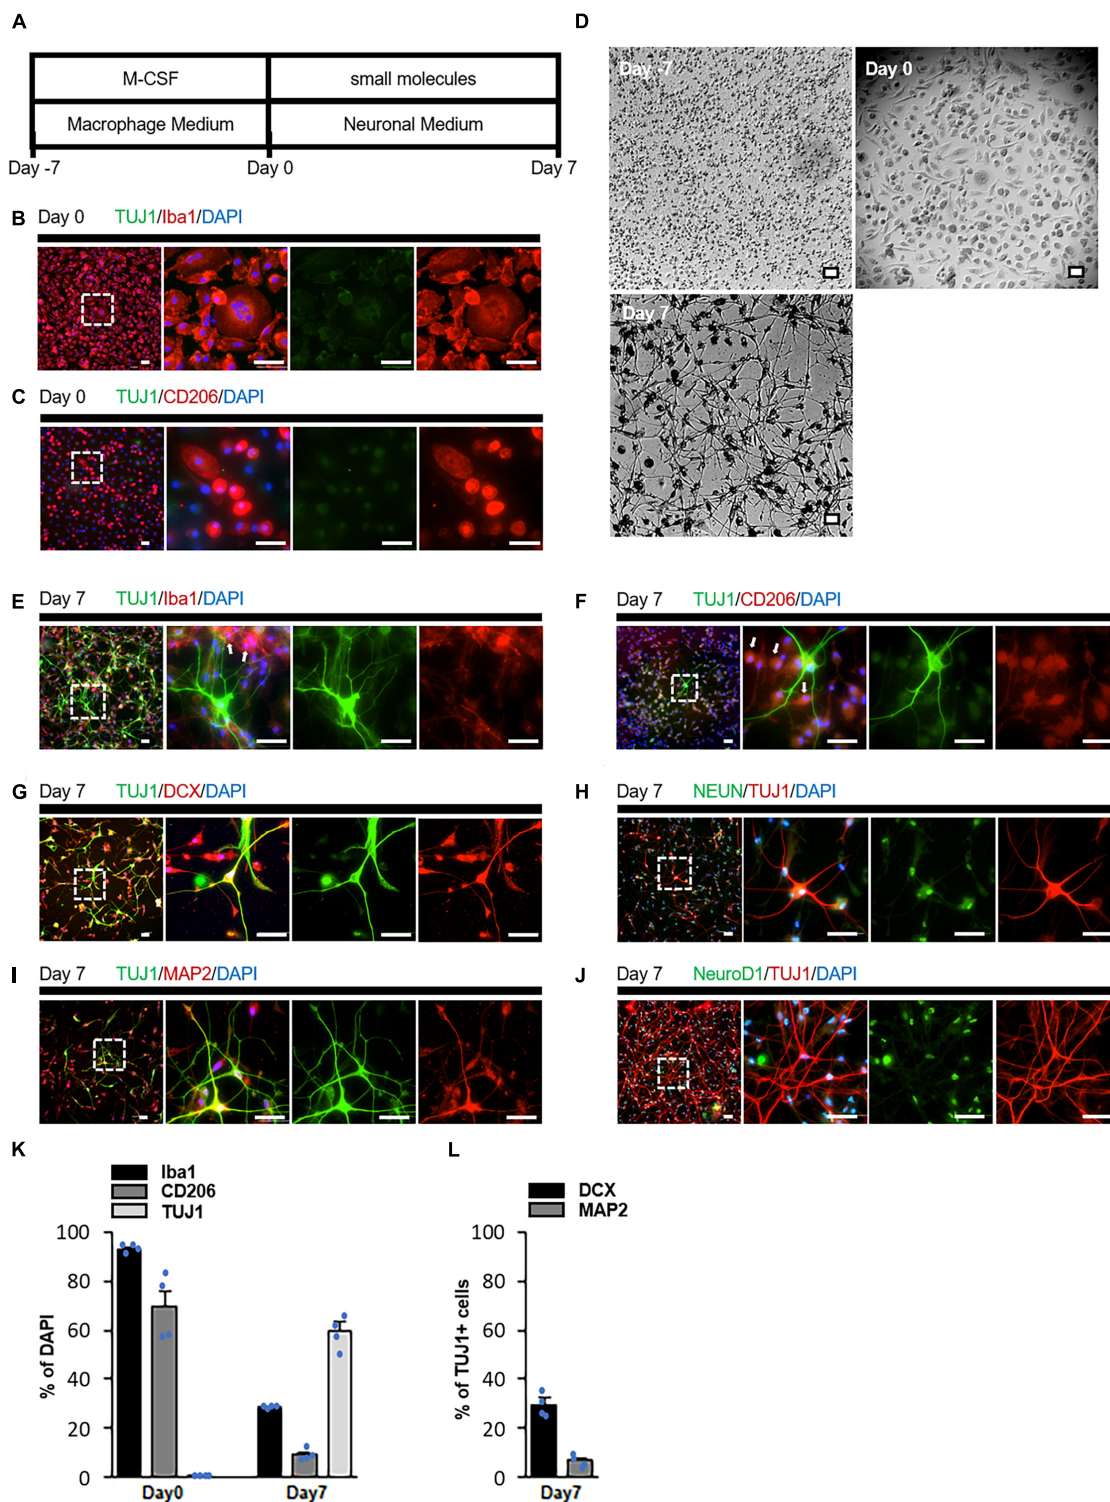 A
M-CSF
small molecules
Macrophage Medium
Neuronal Medium
Day -7
Day 0
Day 7
B
Day 0 TUJ1/Iba1/DAPI
C
Day 0 TUJ1/CD206/DAPI
D
Day -7
Day 0
Day 7
E
Day 7 TUJ1/Iba1/DAPI
F
Day 7 TUJ1/CD206/DAPI
G
Day 7 TUJ1/DCX/DAPI
H
Day 7 NEUN/TUJ1/DAPI
I
Day 7 TUJ1/MAP2/DAPI
J
Day 7 NeuroD1/TUJ1/DAPI
K
Iba1
CD206
TUJ1
% of DAPI
100
80
60
40
20
0
Day0
Day7
L
DCX
MAP2
% of TUJ1+ cells
100
80
60
40
20
0
Day7